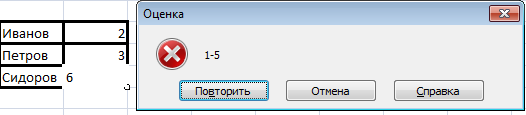 Иванов 2
Петров 3
Сидоров 6
Оценка
1-5
Повторить Отмена Справка